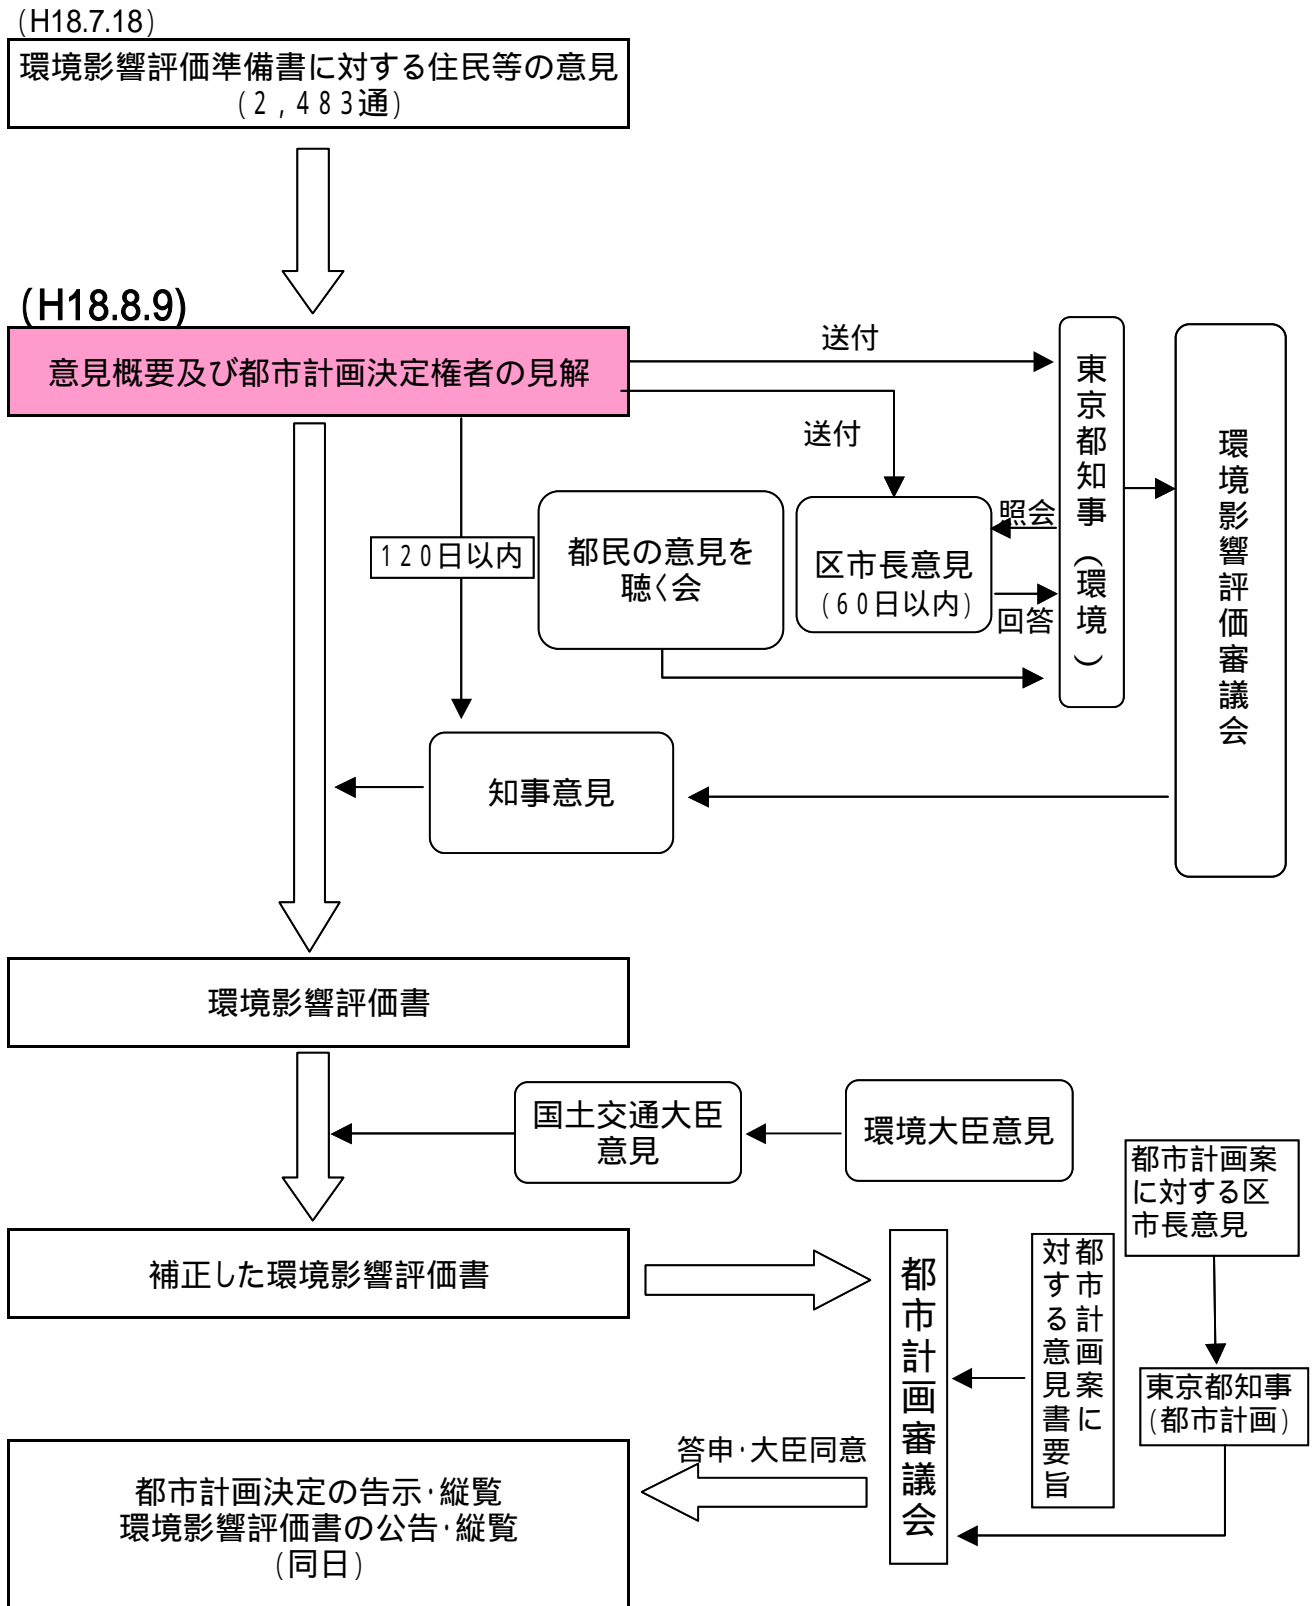 (H18.7.18)
環境影響評価準備書に対する住民等の意見
(2,483通)
(H18.8.9)
意見概要及び都市計画決定権者の見解
送付
送付
東京都知事(環境)
環境影響評価審議会
120日以内
都民の意見を
聴く会
区市長意見
(60日以内)
照会
回答
知事意見
環境影響評価書
国土交通大臣
意見
環境大臣意見
都市計画案
に対する区
市長意見
補正した環境影響評価書
都市計画審議会
都市計画案に
対する意見書要旨
東京都知事
(都市計画)
答申・大臣同意
都市計画決定の告示・縦覧
環境影響評価書の公告・縦覧
(同日)